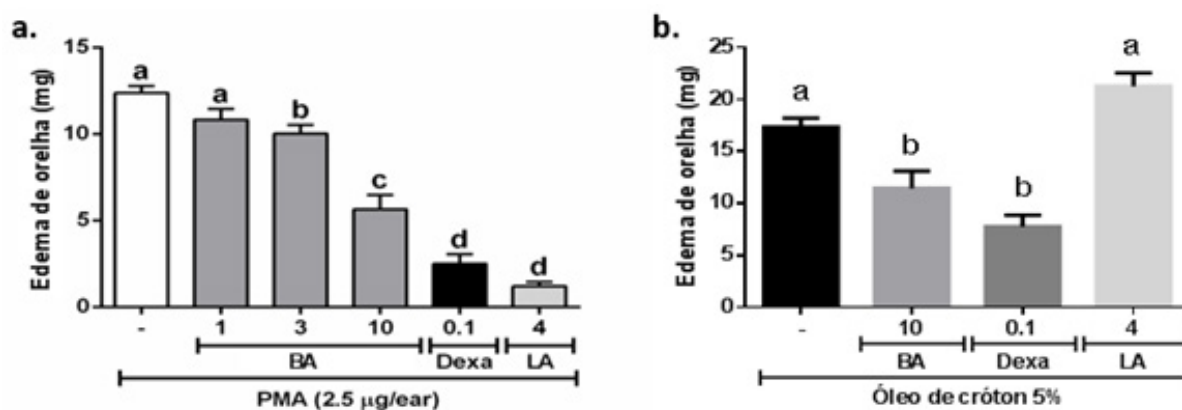 a.
Edema de orelha (mg)
15
10
5
0
a
a
b
c
d
d
-
1
3
10
0.1
4
BA
Dexa
LA
PMA (2.5 μg/ear)
b.
Edema de orelha (mg)
25
20
15
10
5
0
a
b
b
a
-
10
0.1
4
BA
Dexa
LA
Óleo de cróton 5%